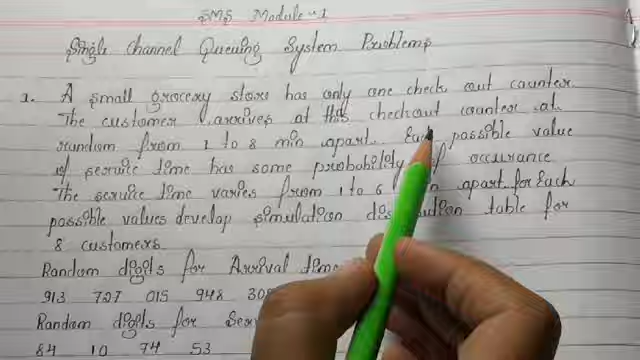 SMS Module-1
Single Channel Queuing System Problems
1. A small grocery store has only one check out counter.
The customer arrives at this checkout counter at
random from 1 to 8 min apart. Each possible value
of service time has some probability of occurance
The service time varies from 1 to 6 apart for each
possible values develop simulation table for
8 customers.
Random digits for Arrival time
913 727 015 948
Random digits for
84 10 74 53